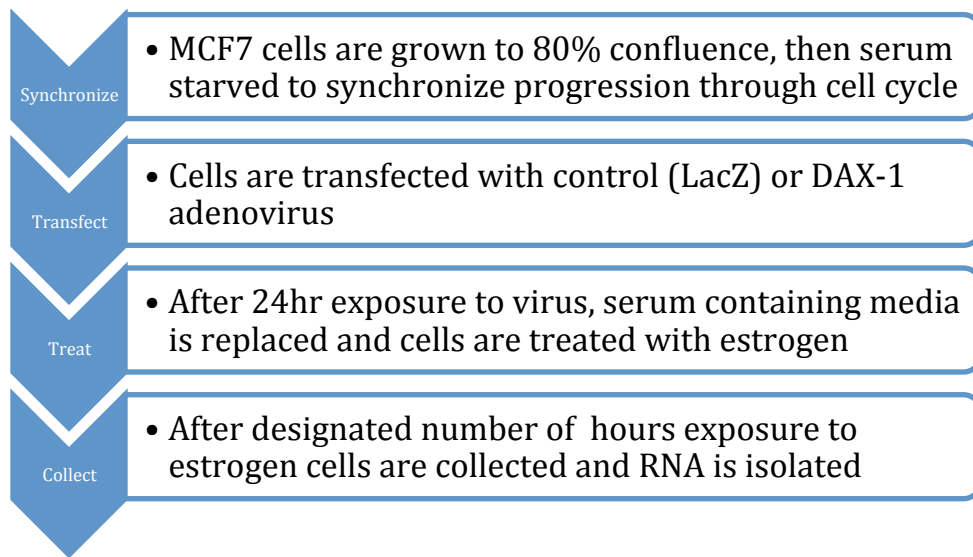 Synchronize
• MCF7 cells are grown to 80% confluence, then serum
starved to synchronize progression through cell cycle
Transfect
• Cells are transfected with control (LacZ) or DAX-1
adenovirus
Treat
• After 24hr exposure to virus, serum containing media
is replaced and cells are treated with estrogen
Collect
• After designated number of hours exposure to
estrogen cells are collected and RNA is isolated